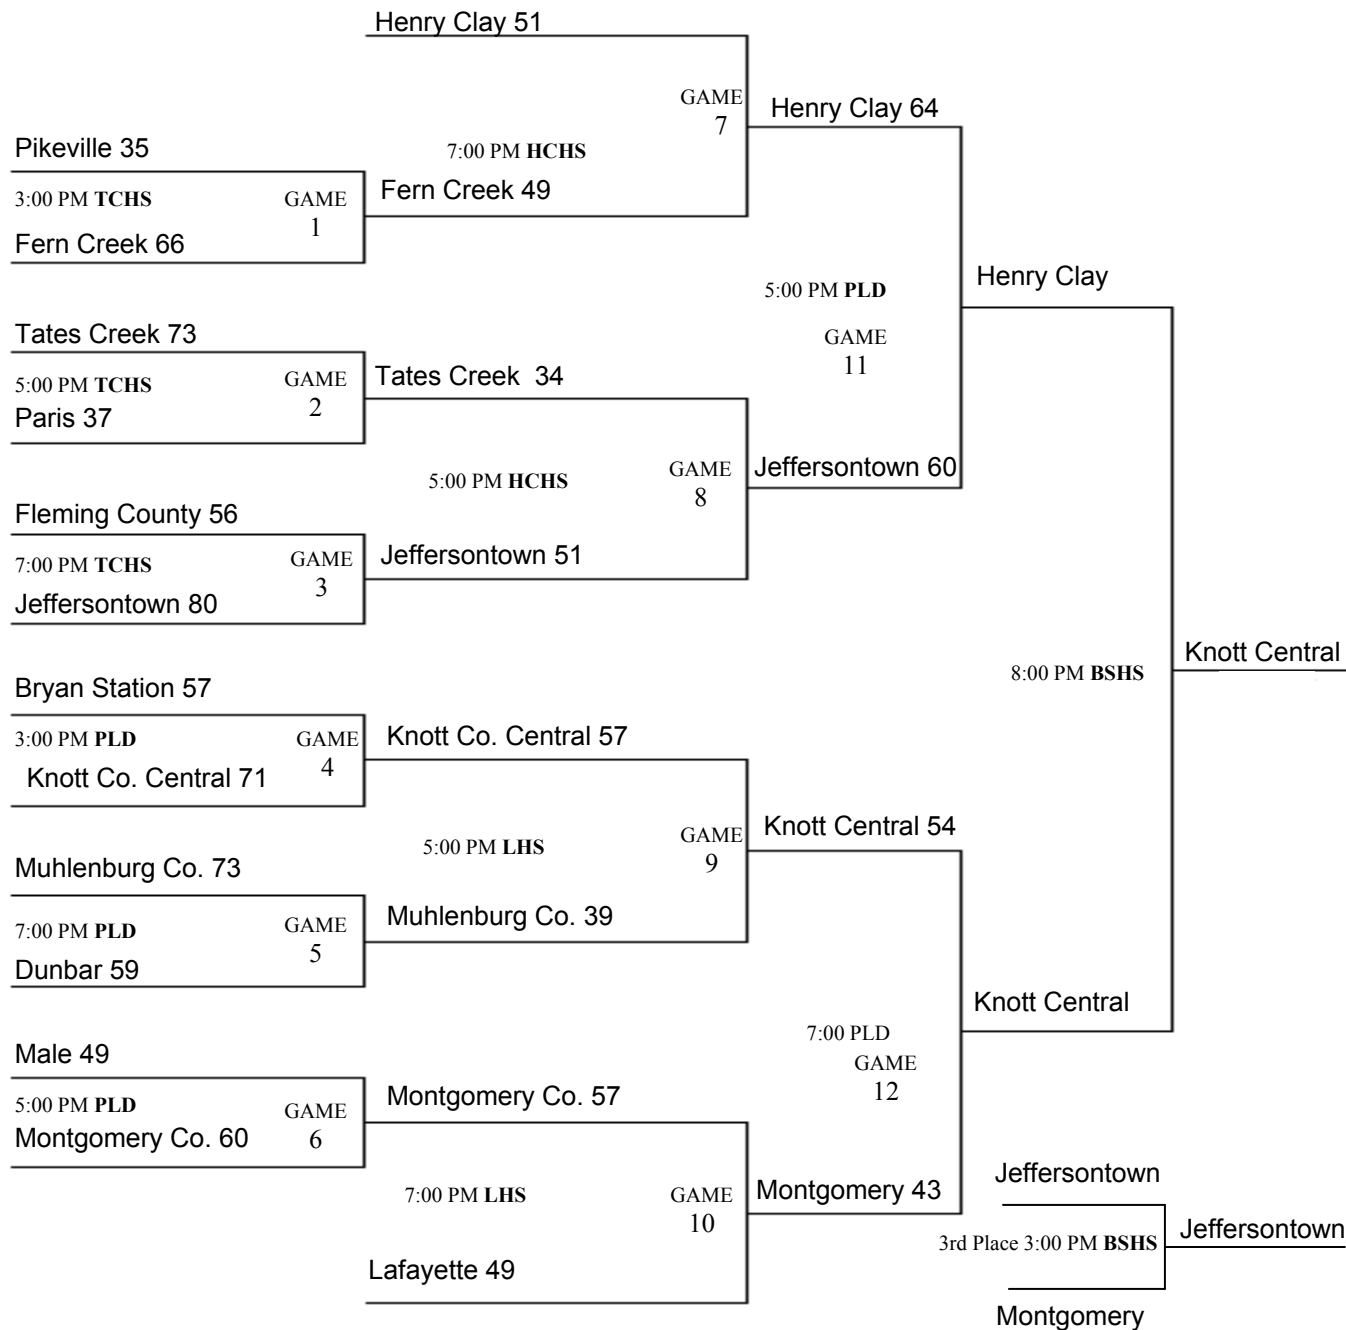 Henry Clay 51
GAME
7
Henry Clay 64
Pikeville 35
7:00 PM HCHS
3:00 PM TCHS
GAME
1
Fern Creek 49
Fern Creek 66
Henry Clay
5:00 PM PLD
GAME
11
Tates Creek 73
5:00 PM TCHS
GAME
2
Tates Creek  34
Paris 37
5:00 PM HCHS
GAME
8
Jeffersontown 60
Fleming County 56
7:00 PM TCHS
GAME
3
Jeffersontown 51
Jeffersontown 80
8:00 PM BSHS
Knott Central
Bryan Station 57
3:00 PM PLD
GAME
4
Knott Co. Central 57
Knott Co. Central 71
5:00 PM LHS
GAME
9
Knott Central 54
Muhlenburg Co. 73
7:00 PM PLD
GAME
5
Muhlenburg Co. 39
Dunbar 59
Knott Central
7:00 PLD
GAME
12
Male 49
5:00 PM PLD
GAME
6
Montgomery Co. 57
Montgomery Co. 60
7:00 PM LHS
GAME
10
Montgomery 43
Lafayette 49
Jeffersontown
3rd Place 3:00 PM BSHS
Jeffersontown
Montgomery